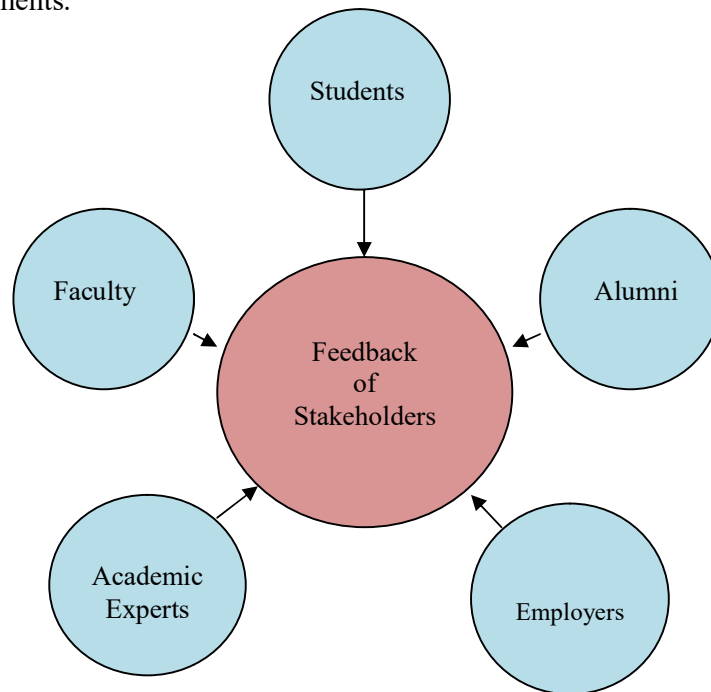 Students
Faculty
Alumni
Feedback
of
Stakeholders
Academic
Experts
Employers